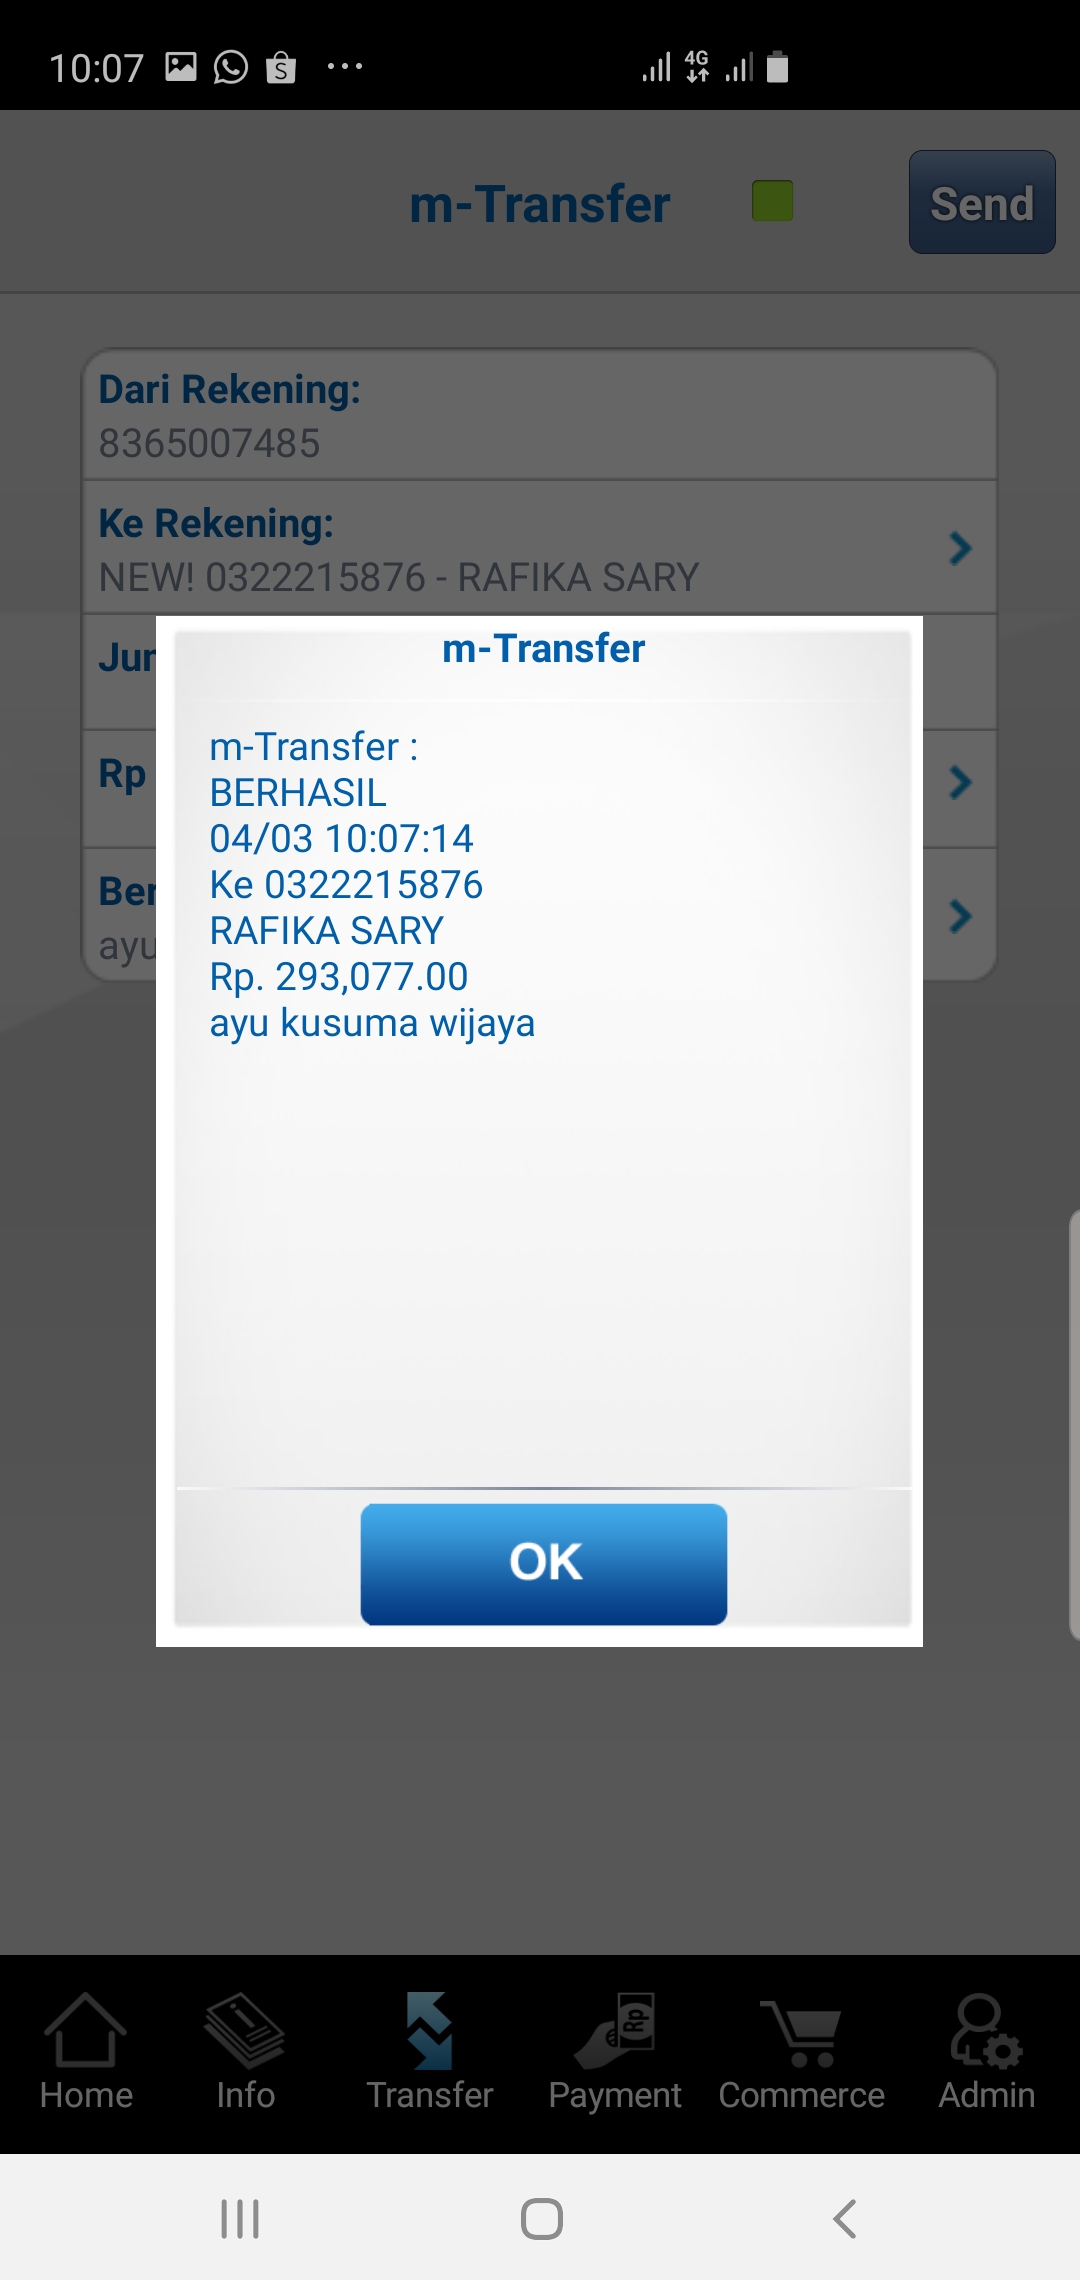 10:07
4G
m-Transfer
Send
Dari Rekening:
8365007485
Ke Rekening:
NEW! 0322215876 - RAFIKA SARY
Rp
ayu
m-Transfer
m-Transfer :
BERHASIL
04/03 10:07:14
Ke 0322215876
RAFIKA SARY
Rp. 293,077.00
ayu kusuma wijaya
OK
Rp
Home
Info
Transfer
Payment
Commerce
Admin